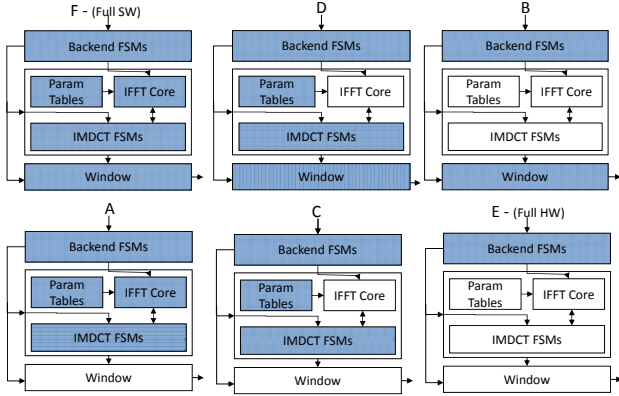 F - (Full SW)
Backend FSMs
Param
Tables
IFFT Core
IMDCT FSMs
Window
D
Backend FSMs
Param
Tables
IFFT Core
IMDCT FSMs
Window
B
Backend FSMs
Param
Tables
IFFT Core
IMDCT FSMs
Window
A
Backend FSMs
Param
Tables
IFFT Core
IMDCT FSMs
Window
C
Backend FSMs
Param
Tables
IFFT Core
IMDCT FSMs
Window
E - (Full HW)
Backend FSMs
Param
Tables
IFFT Core
IMDCT FSMs
Window